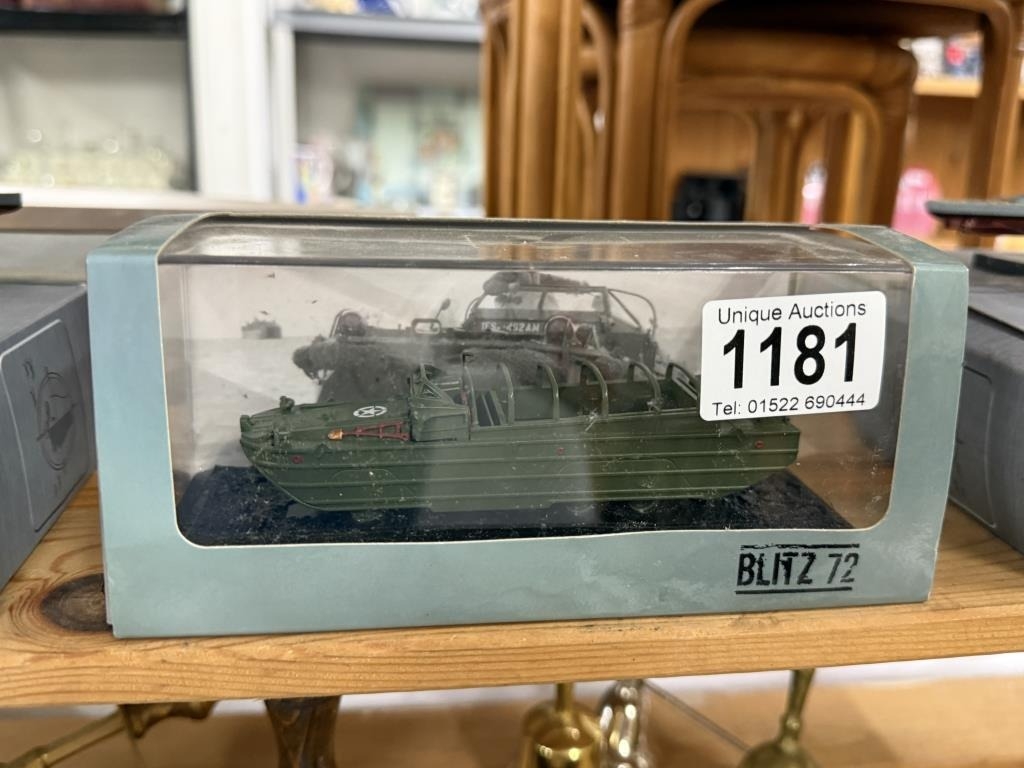 Unique Auctions
1181
Tel: 01522 690444
BLITZ 72